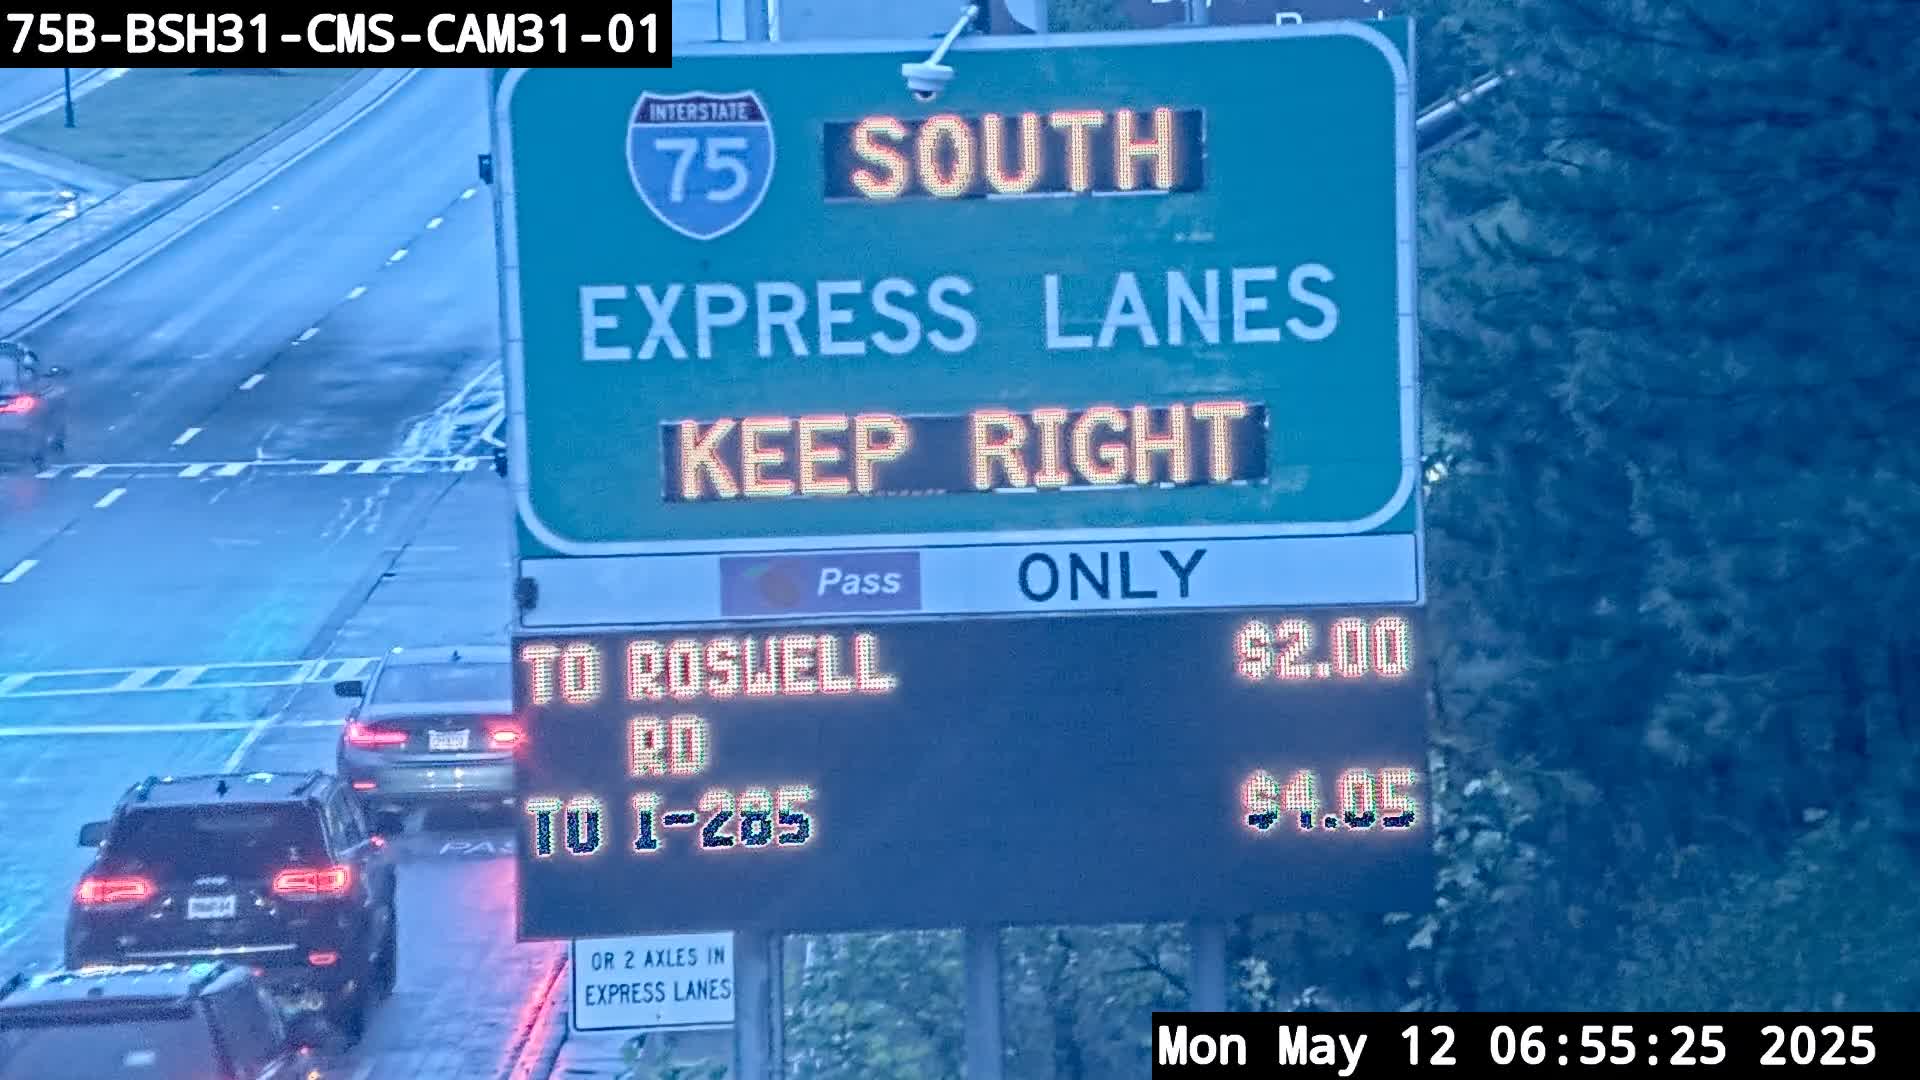 75B-BSH31-CMS-CAM31-01
INTERSTATE
75
SOUTH
EXPRESS LANES
KEEP RIGHT
Pass ONLY
TO ROSWELL $2.00
RD
TO I-285 $4.05
OR 2 AXLES IN
EXPRESS LANES
Mon May 12 06:55:25 2025